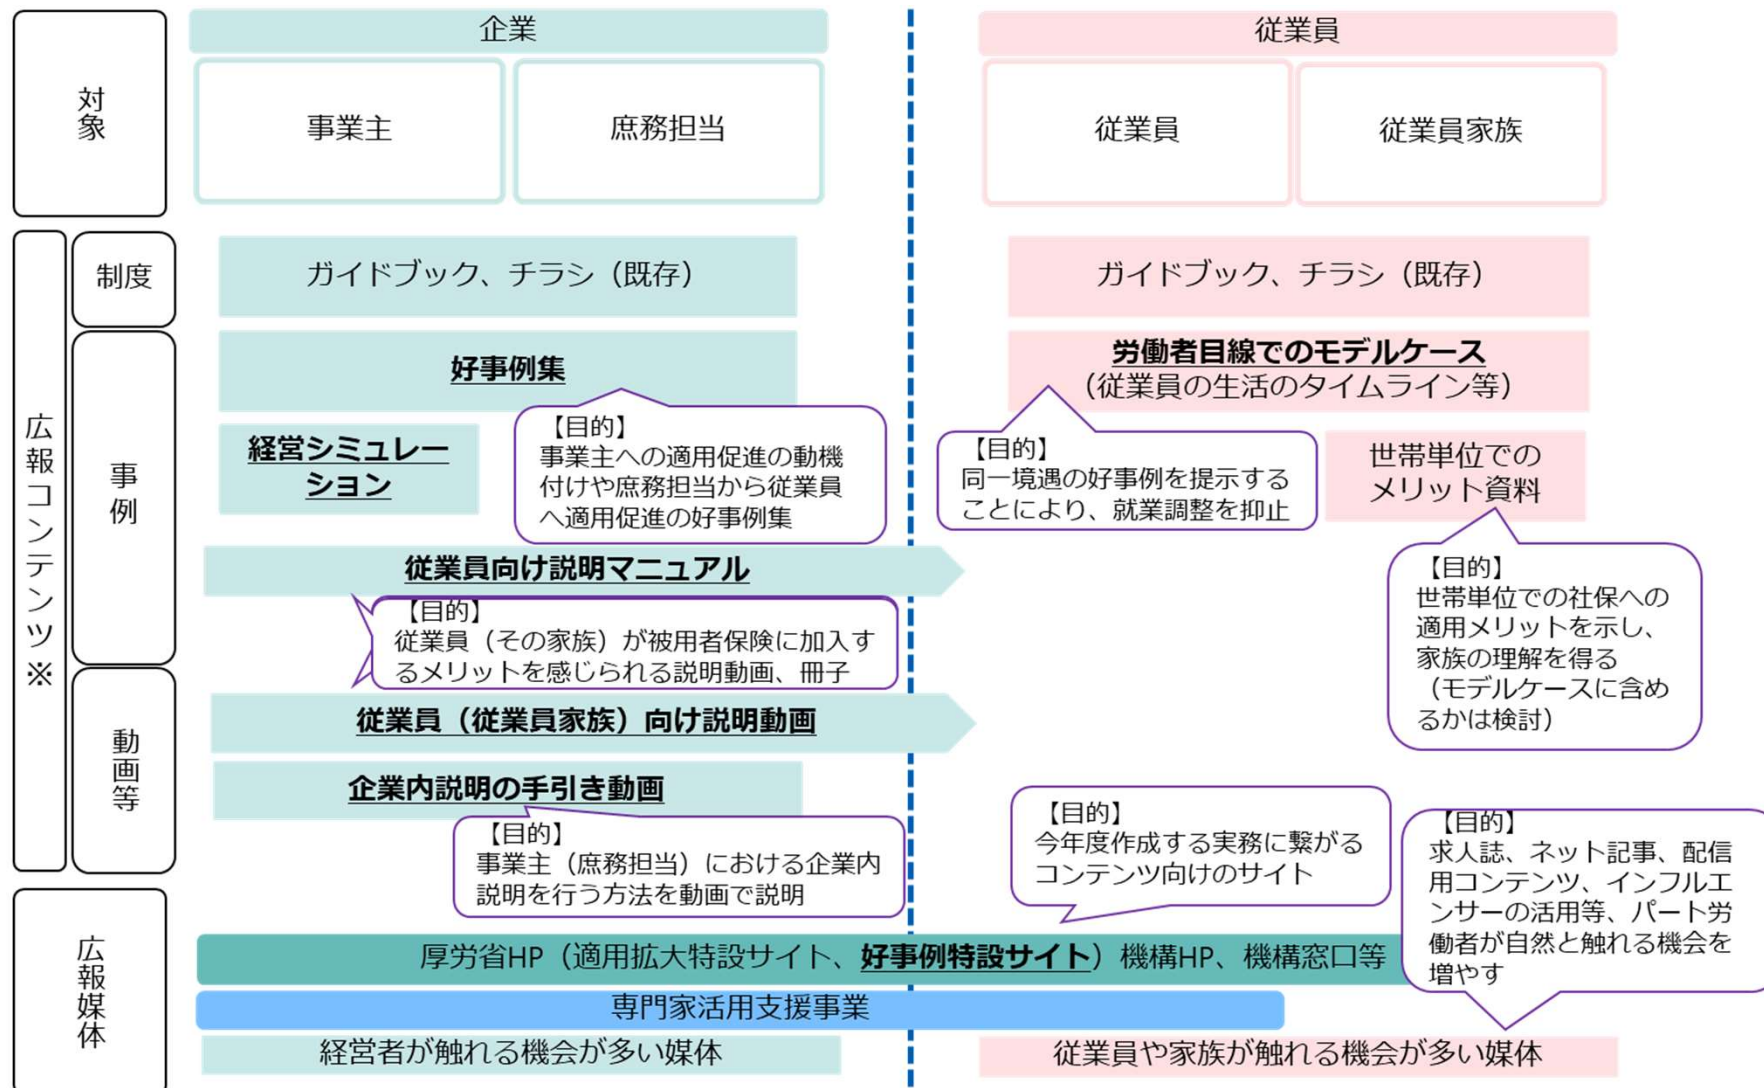 対象
企業
従業員
事業主
庶務担当
従業員
従業員家族
広報コンテンツ※
制度
ガイドブック、チラシ（既存）
ガイドブック、チラシ（既存）
事例
好事例集
労働者目線でのモデルケース
（従業員の生活のタイムライン等）
【目的】
事業主への適用促進の動機
付けや庶務担当から従業員
へ適用促進の好事例集
【目的】
同一境遇の好事例を提示する
ことにより、就業調整を抑止
経営シミュレー
ション
世帯単位での
メリット資料
【目的】
世帯単位での社保への
適用メリットを示し、
家族の理解を得る
（モデルケースに含め
るかは検討）
従業員向け説明マニュアル
【目的】
従業員（その家族）が被用者保険に加入す
るメリットを感じられる説明動画、冊子
動画等
従業員（従業員家族）向け説明動画
企業内説明の手引き動画
【目的】
事業主（庶務担当）における企業内
説明を行う方法を動画で説明
【目的】
今年度作成する実務に繋がる
コンテンツ向けのサイト
【目的】
求人誌、ネット記事、配信
用コンテンツ、インフルエ
ンサーの活用等、パート労
働者が自然と触れる機会を
増やす
広報媒体
厚労省HP（適用拡大特設サイト、好事例特設サイト）機構HP、機構窓口等
専門家活用支援事業
経営者が触れる機会が多い媒体
従業員や家族が触れる機会が多い媒体